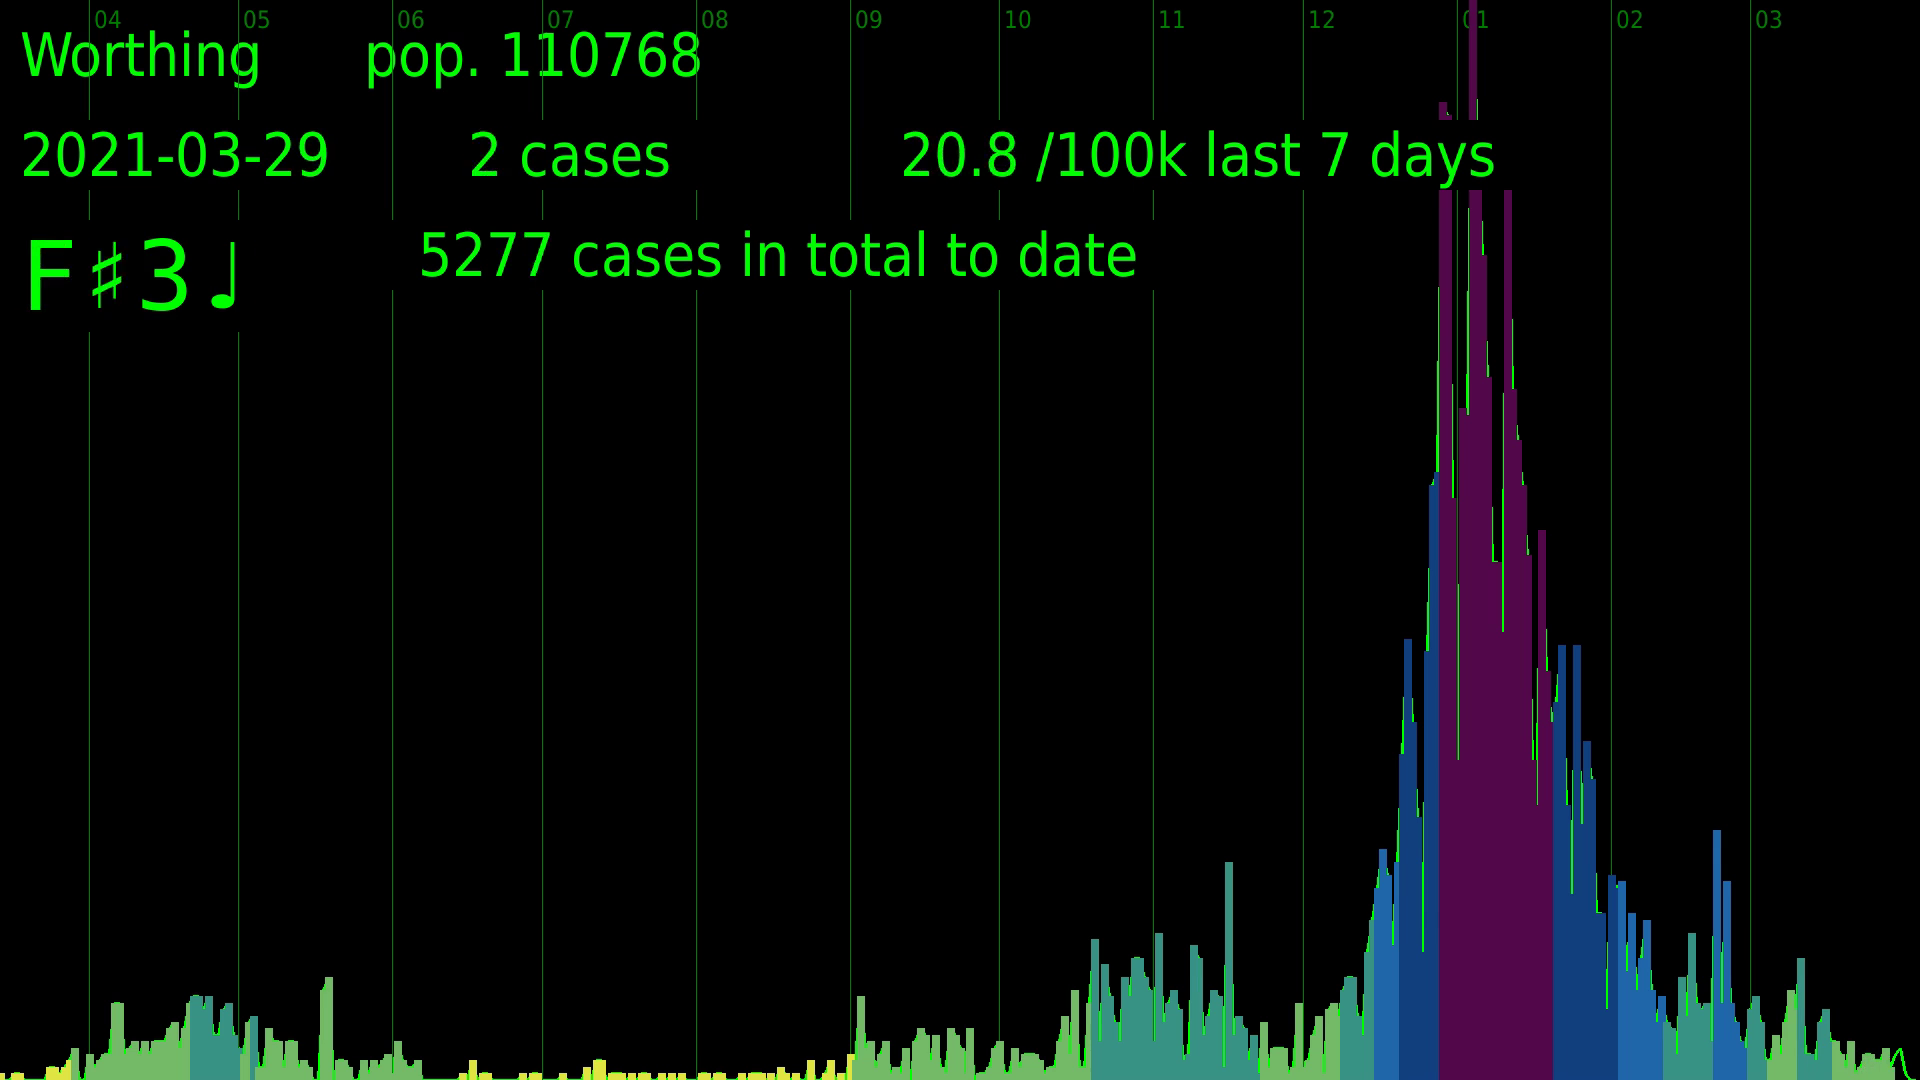 04 05 06 07 08 09 10 11 12 01 02 03
Worthing pop. 110768
2021-03-29 2 cases 20.8 /100k last 7 days
F♯3♩ 5277 cases in total to date